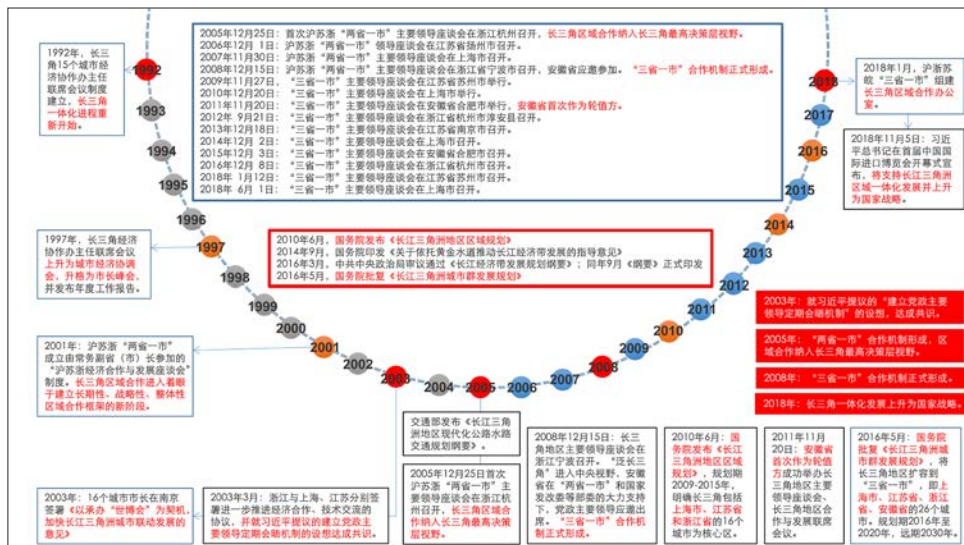 2005年12月25日：首次沪苏浙“两省一市”主要领导座谈会在浙江杭州召开，长三角区域合作纳入长三角最高决策层视野。
2006年12月 1日：沪苏浙“两省一市”领导座谈会在江苏省扬州市召开。
2007年11月30日：沪苏浙“两省一市”主要领导座谈会在上海市召开。
2008年12月15日：沪苏浙“两省一市”主要领导座谈会在浙江省宁波市召开，安徽省应邀参加。“三省一市”合作机制正式形成。
2009年11月27日，“三省一市”主要领导座谈会在江苏省苏州市举行。
2010年12月20日：“三省一市”主要领导座谈会在上海市举行。
2011年11月20日：“三省一市”主要领导座谈会在安徽省合肥市举行，安徽省首次作为轮值方。
2012年 9月21日：“三省一市”主要领导座谈会在浙江省杭州市淳安县召开。
2013年12月18日：“三省一市”主要领导座谈会在江苏省南京市召开。
2014年12月 2日：“三省一市”主要领导座谈会在上海市召开。
2015年12月 3日：“三省一市”主要领导座谈会在安徽省合肥市召开。
2016年12月 8日：“三省一市”主要领导座谈会在浙江省杭州市召开。
2018年 1月12日：“三省一市”主要领导座谈会在江苏省苏州市召开。
2018年 6月 1日：“三省一市”主要领导座谈会在上海市召开。
1992年，长三
角15个城市经
济协作办主任
联席会议制度
建立，长三角
一体化进程重
新开始。
1992
1993
1994
1995
1996
1997
1998
1999
2000
2001
2002
2003
2004
2005
2006
2007
2008
2009
2010
2011
2012
2013
2014
2015
2016
2017
2018
2018年1月，沪浙苏
皖“三省一市”组建
长三角区域合作办公
室。
2018年11月5日：习近
平总书记在首届中国国
际进口博览会开幕式宣
布，将支持长江三角洲
区域一体化发展并上升
为国家战略。
1997年，长三角经济
协作办主任联席会议
上升为城市经济协调
会，升格为市长峰会，
并发布年度工作报告。
2010年6月，国务院发布《长江三角洲地区区域规划》
2014年9月，国务院印发《关于依托黄金水道推动长江经济带发展的指导意见》
2016年3月，中共中央政治局审议通过《长江经济带发展规划纲要》；同年9月《纲要》正式印发
2016年5月，国务院批复《长江三角洲城市群发展规划》
2003年：就习近平提议的“建立党政主要
领导定期会晤机制”的设想，达成共识。
2005年：“两省一市”合作机制形成，区
域合作纳入长三角最高决策层视野。
2008年：“三省一市”合作机制正式形成。
2018年：长三角一体化发展上升为国家战略。
2001年：沪苏浙“两省一市”
成立由常务副省（市）长参加的
“沪苏浙经济合作与发展座谈会”
制度。长三角区域合作进入着眼
于建立长期性、战略性、整体性
区域合作框架的新阶段。
交通部发布《长江三角
洲地区现代化公路水路
交通规划纲要》。
2005年12月25日首次
沪苏浙“两省一市”
主要领导座谈会在浙
江杭州召开，长三角区
域合作纳入长三角最
高决策层视野。
2003年：16个城市市长在南京
签署《以承办“世博会”为契机，
加快长江三角洲城市联动发展的
意见》
2003年3月：浙江与上海、江苏分别签
署进一步推进经济合作、技术交流的
协议，并就习近平提议的建立党政主
要领导定期会晤机制的设想达成共识。
2008年12月15日：长三
角地区主要领导座谈会在
浙江宁波召开。“泛长三
角”进入中央视野，安徽
省在“两省一市”和国家
发改委等部委的大力支持
下，党政主要领导应邀出
席。“三省一市”合作
机制正式形成。
2010年6月：国
务院发布《长江
三角洲地区区域
规划》，规划期
2009-2015年，
明确长三角包括
上海市、江苏省
和浙江省的16个
城市为核心区。
2011年11月
20日：安徽省
首次作为轮值
方成功举办长
三角地区主要
领导座谈会、
长三角地区合
作与发展联席
会议。
2016年5月：国务院
批复《长江三角洲城
市群发展规划》，将
长三角地区扩容到
“三省一市”，即上
海市、江苏省、浙江
省、安徽省的26个城
市。规划期2016年至
2020年，远期2030年。